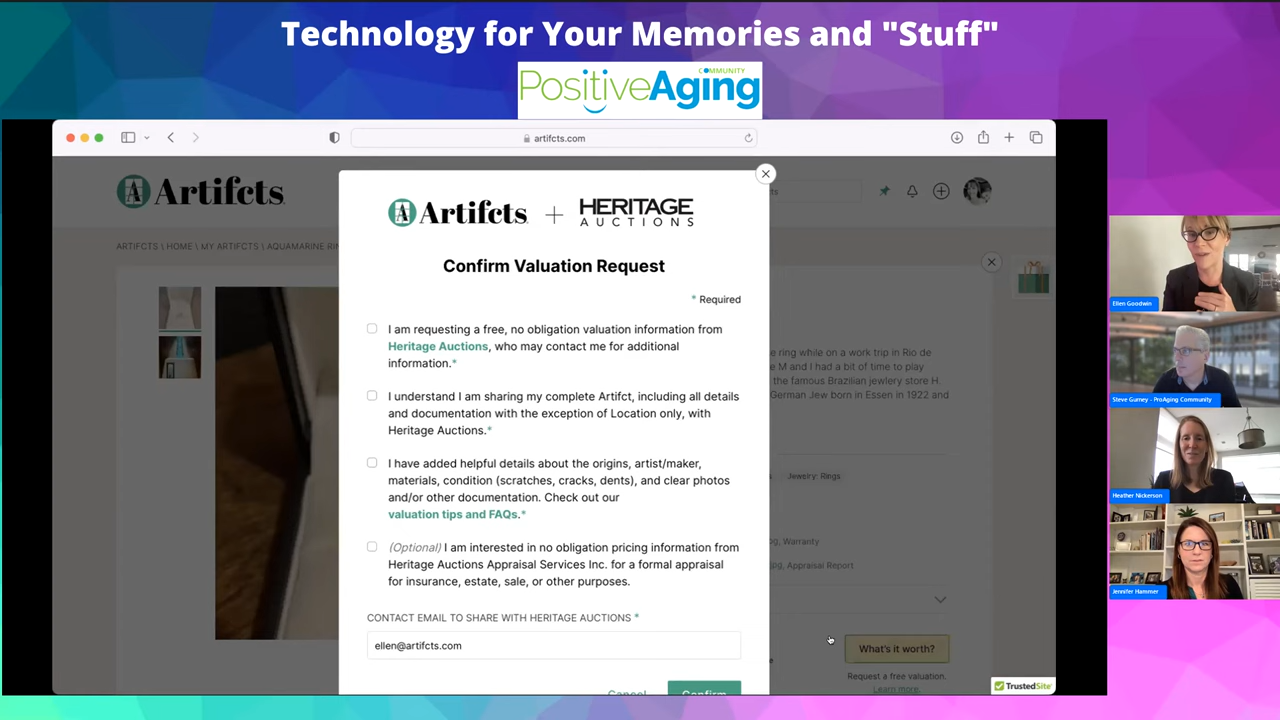 Technology for Your Memories and "Stuff"
COMMUNITY
PositiveAging
artifcts.com
Artifcts
ARTIFCTS \ HOME \ MY ARTIFCTS \ AQUAMARINE RIN
Artifcts + HERITAGE
AUCTIONS
Confirm Valuation Request
* Required
I am requesting a free, no obligation valuation information from
Heritage Auctions, who may contact me for additional
information.*
I understand I am sharing my complete Artifct, including all details
and documentation with the exception of Location only, with
Heritage Auctions.*
I have added helpful details about the origins, artist/maker,
materials, condition (scratches, cracks, dents), and clear photos
and/or other documentation. Check out our
valuation tips and FAQs.*
(Optional) I am interested in no obligation pricing information from
Heritage Auctions Appraisal Services Inc. for a formal appraisal
for insurance, estate, sale, or other purposes.
CONTACT EMAIL TO SHARE WITH HERITAGE AUCTIONS *
ellen@artifcts.com
Cancel
Confirm
e ring while on a work trip in Rio de
e M and I had a bit of time to play
the famous Brazilian jewlery store H.
German Jew born in Essen in 1922 and
Jewelry: Rings
pg, Warranty
jpg, Appraisal Report
What's it worth?
Request a free valuation.
Learn more.
TrustedSite
Ellen Goodwin
Steve Gurney - ProAging Community
Heather Nickerson
Jennifer Hammer